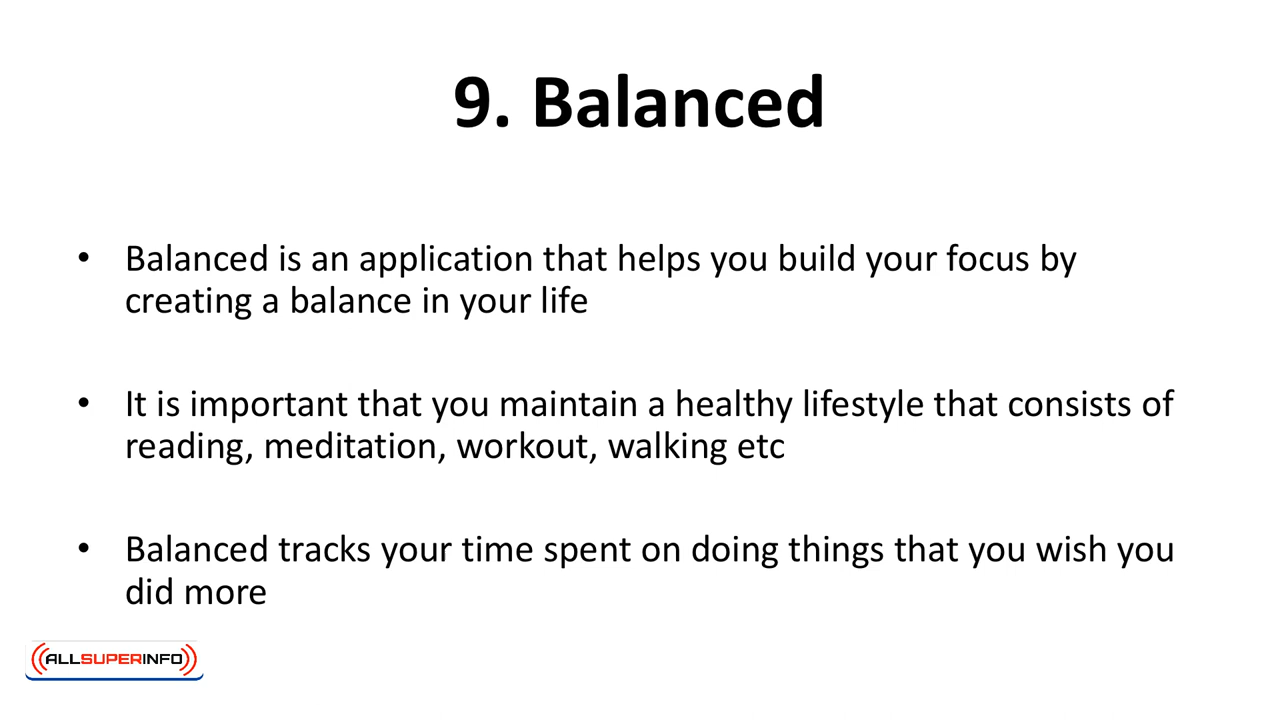 9. Balanced
• Balanced is an application that helps you build your focus by
creating a balance in your life
• It is important that you maintain a healthy lifestyle that consists of
reading, meditation, workout, walking etc
• Balanced tracks your time spent on doing things that you wish you
did more
ALLSUPERINFO